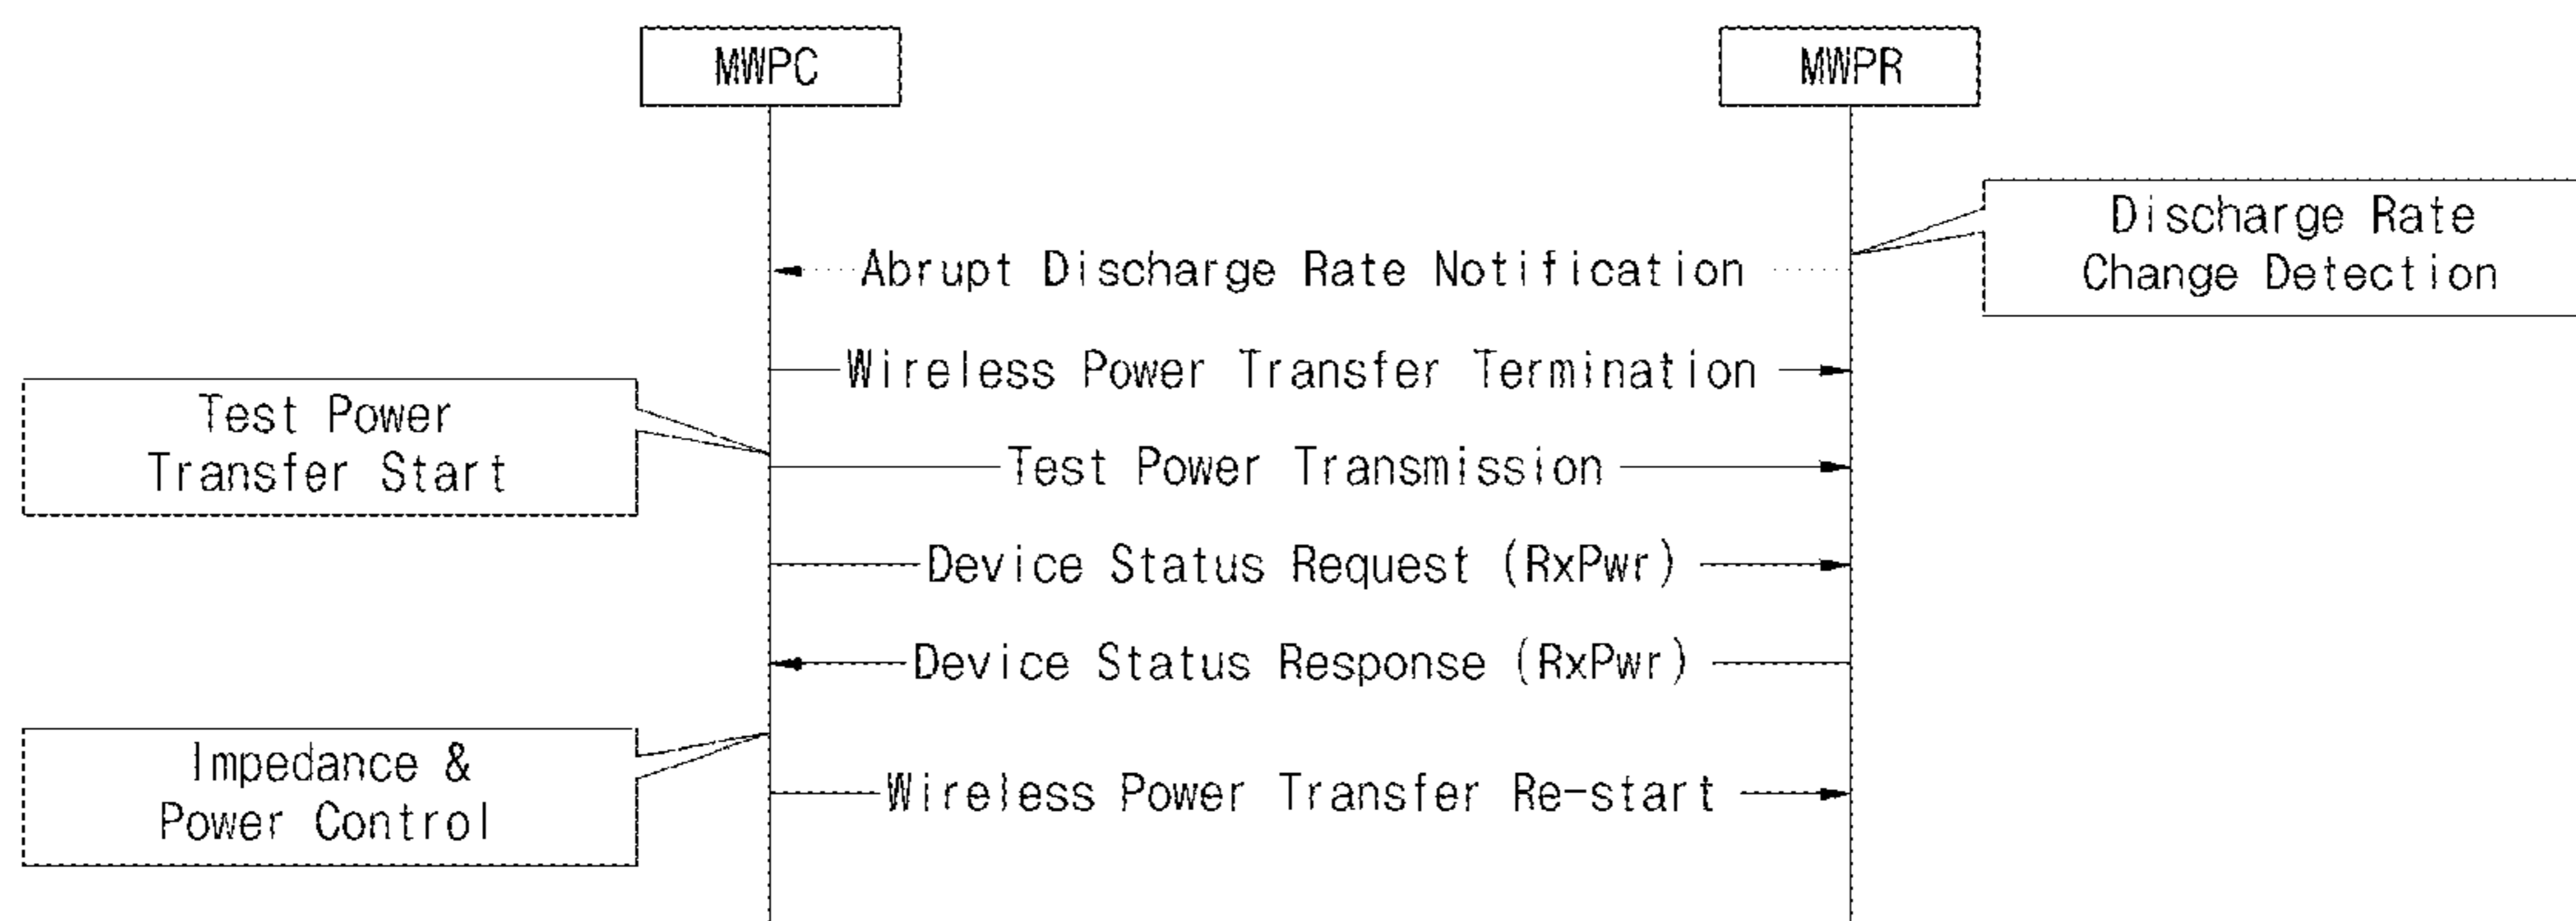 MWPC
MWPR
Discharge Rate
Change Detection
Abrupt Discharge Rate Notification
Wireless Power Transfer Termination
Test Power
Transfer Start
Test Power Transmission
Device Status Request (RxPwr)
Device Status Response (RxPwr)
Impedance &
Power Control
Wireless Power Transfer Re-start